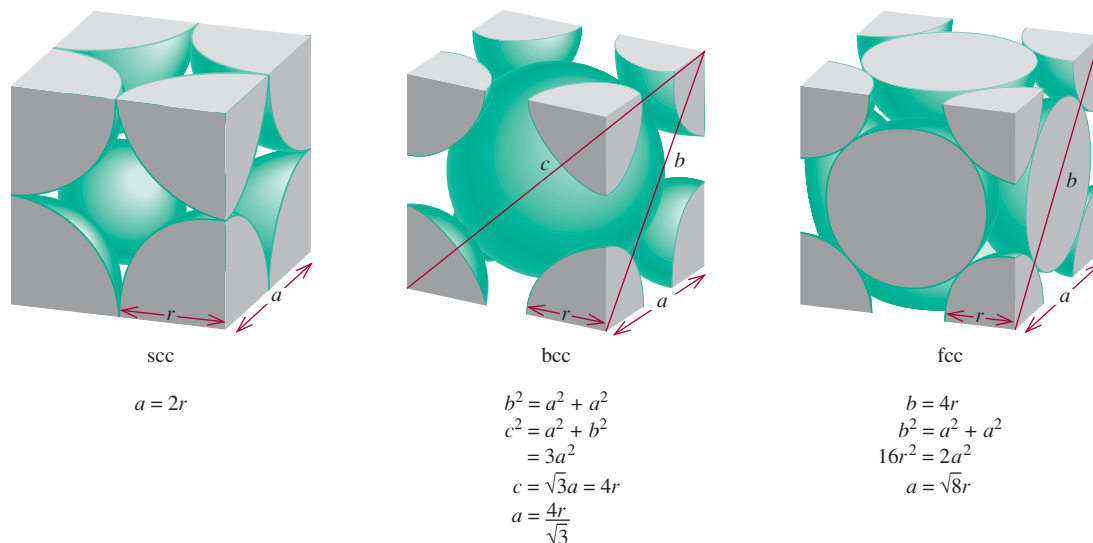 r
a
scc
a = 2r
c
b
r
a
bcc
b² = a² + a²
c² = a² + b²
= 3a²
c = √3a = 4r
a = 4r/√3
b
r
a
fcc
b = 4r
b² = a² + a²
16r² = 2a²
a = √8r